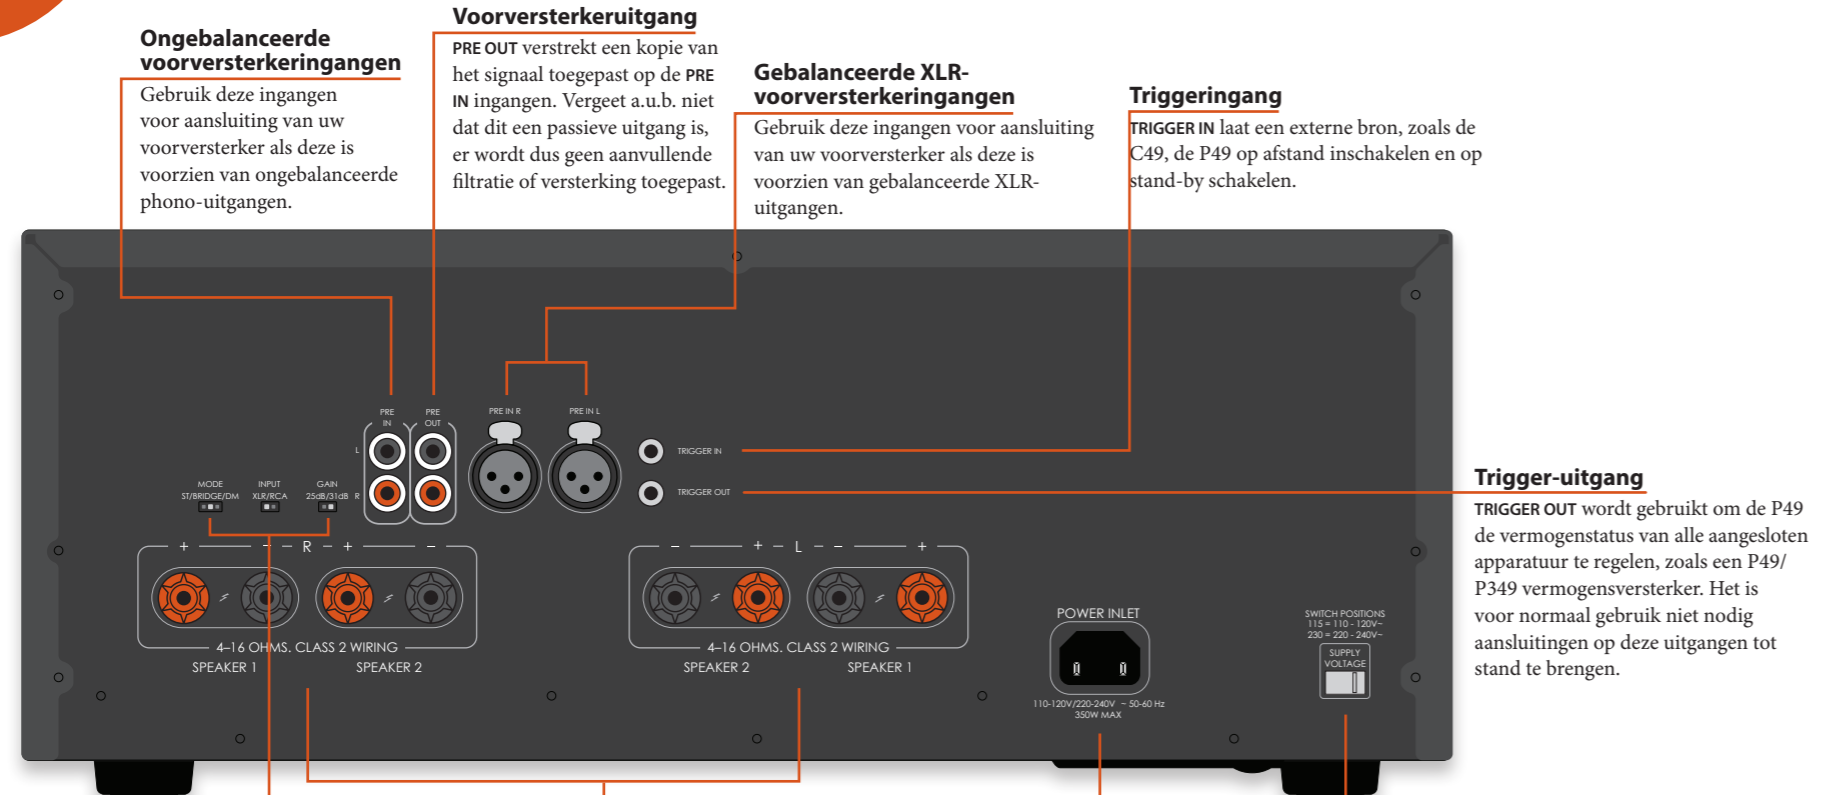 Ongebalanceerde
voorversterkeringangen
Gebruik deze ingangen
voor aansluiting van uw
voorversterker als deze is
voorzien van ongebalanceerde
phono-uitgangen.
Voorversterkeruitgang
PRE OUT verstrekt een kopie van
het signaal toegepast op de PRE
IN ingangen. Vergeet a.u.b. niet
dat dit een passieve uitgang is,
er wordt dus geen aanvullende
filtratie of versterking toegepast.
Gebalanceerde XLR-
voorversterkeringangen
Gebruik deze ingangen voor aansluiting
van uw voorversterker als deze is
voorzien van gebalanceerde XLR-
uitgangen.
Triggeringang
TRIGGER IN laat een externe bron, zoals de
C49, de P49 op afstand inschakelen en op
stand-by schakelen.
Trigger-uitgang
TRIGGER OUT wordt gebruikt om de P49
de vermogenstatus van alle aangesloten
apparatuur te regelen, zoals een P49/
P349 vermogensversterker. Het is
voor normaal gebruik niet nodig
aansluitingen op deze uitgangen tot
stand te brengen.
PRE
IN
PRE
OUT
PRE IN R
PRE IN L
L
R
TRIGGER IN
TRIGGER OUT
MODE
ST/BRIDGE/DM
INPUT
XLR/RCA
GAIN
25dB/31dB
+ − R + −
4–16 OHMS. CLASS 2 WIRING
SPEAKER 1
SPEAKER 2
− + L − +
4–16 OHMS. CLASS 2 WIRING
SPEAKER 2
SPEAKER 1
POWER INLET
110-120V/220-240V ~ 50-60 Hz
350W MAX
SWITCH POSITIONS
115 = 110 - 120V~
230 = 220 - 240V~
SUPPLY
VOLTAGE